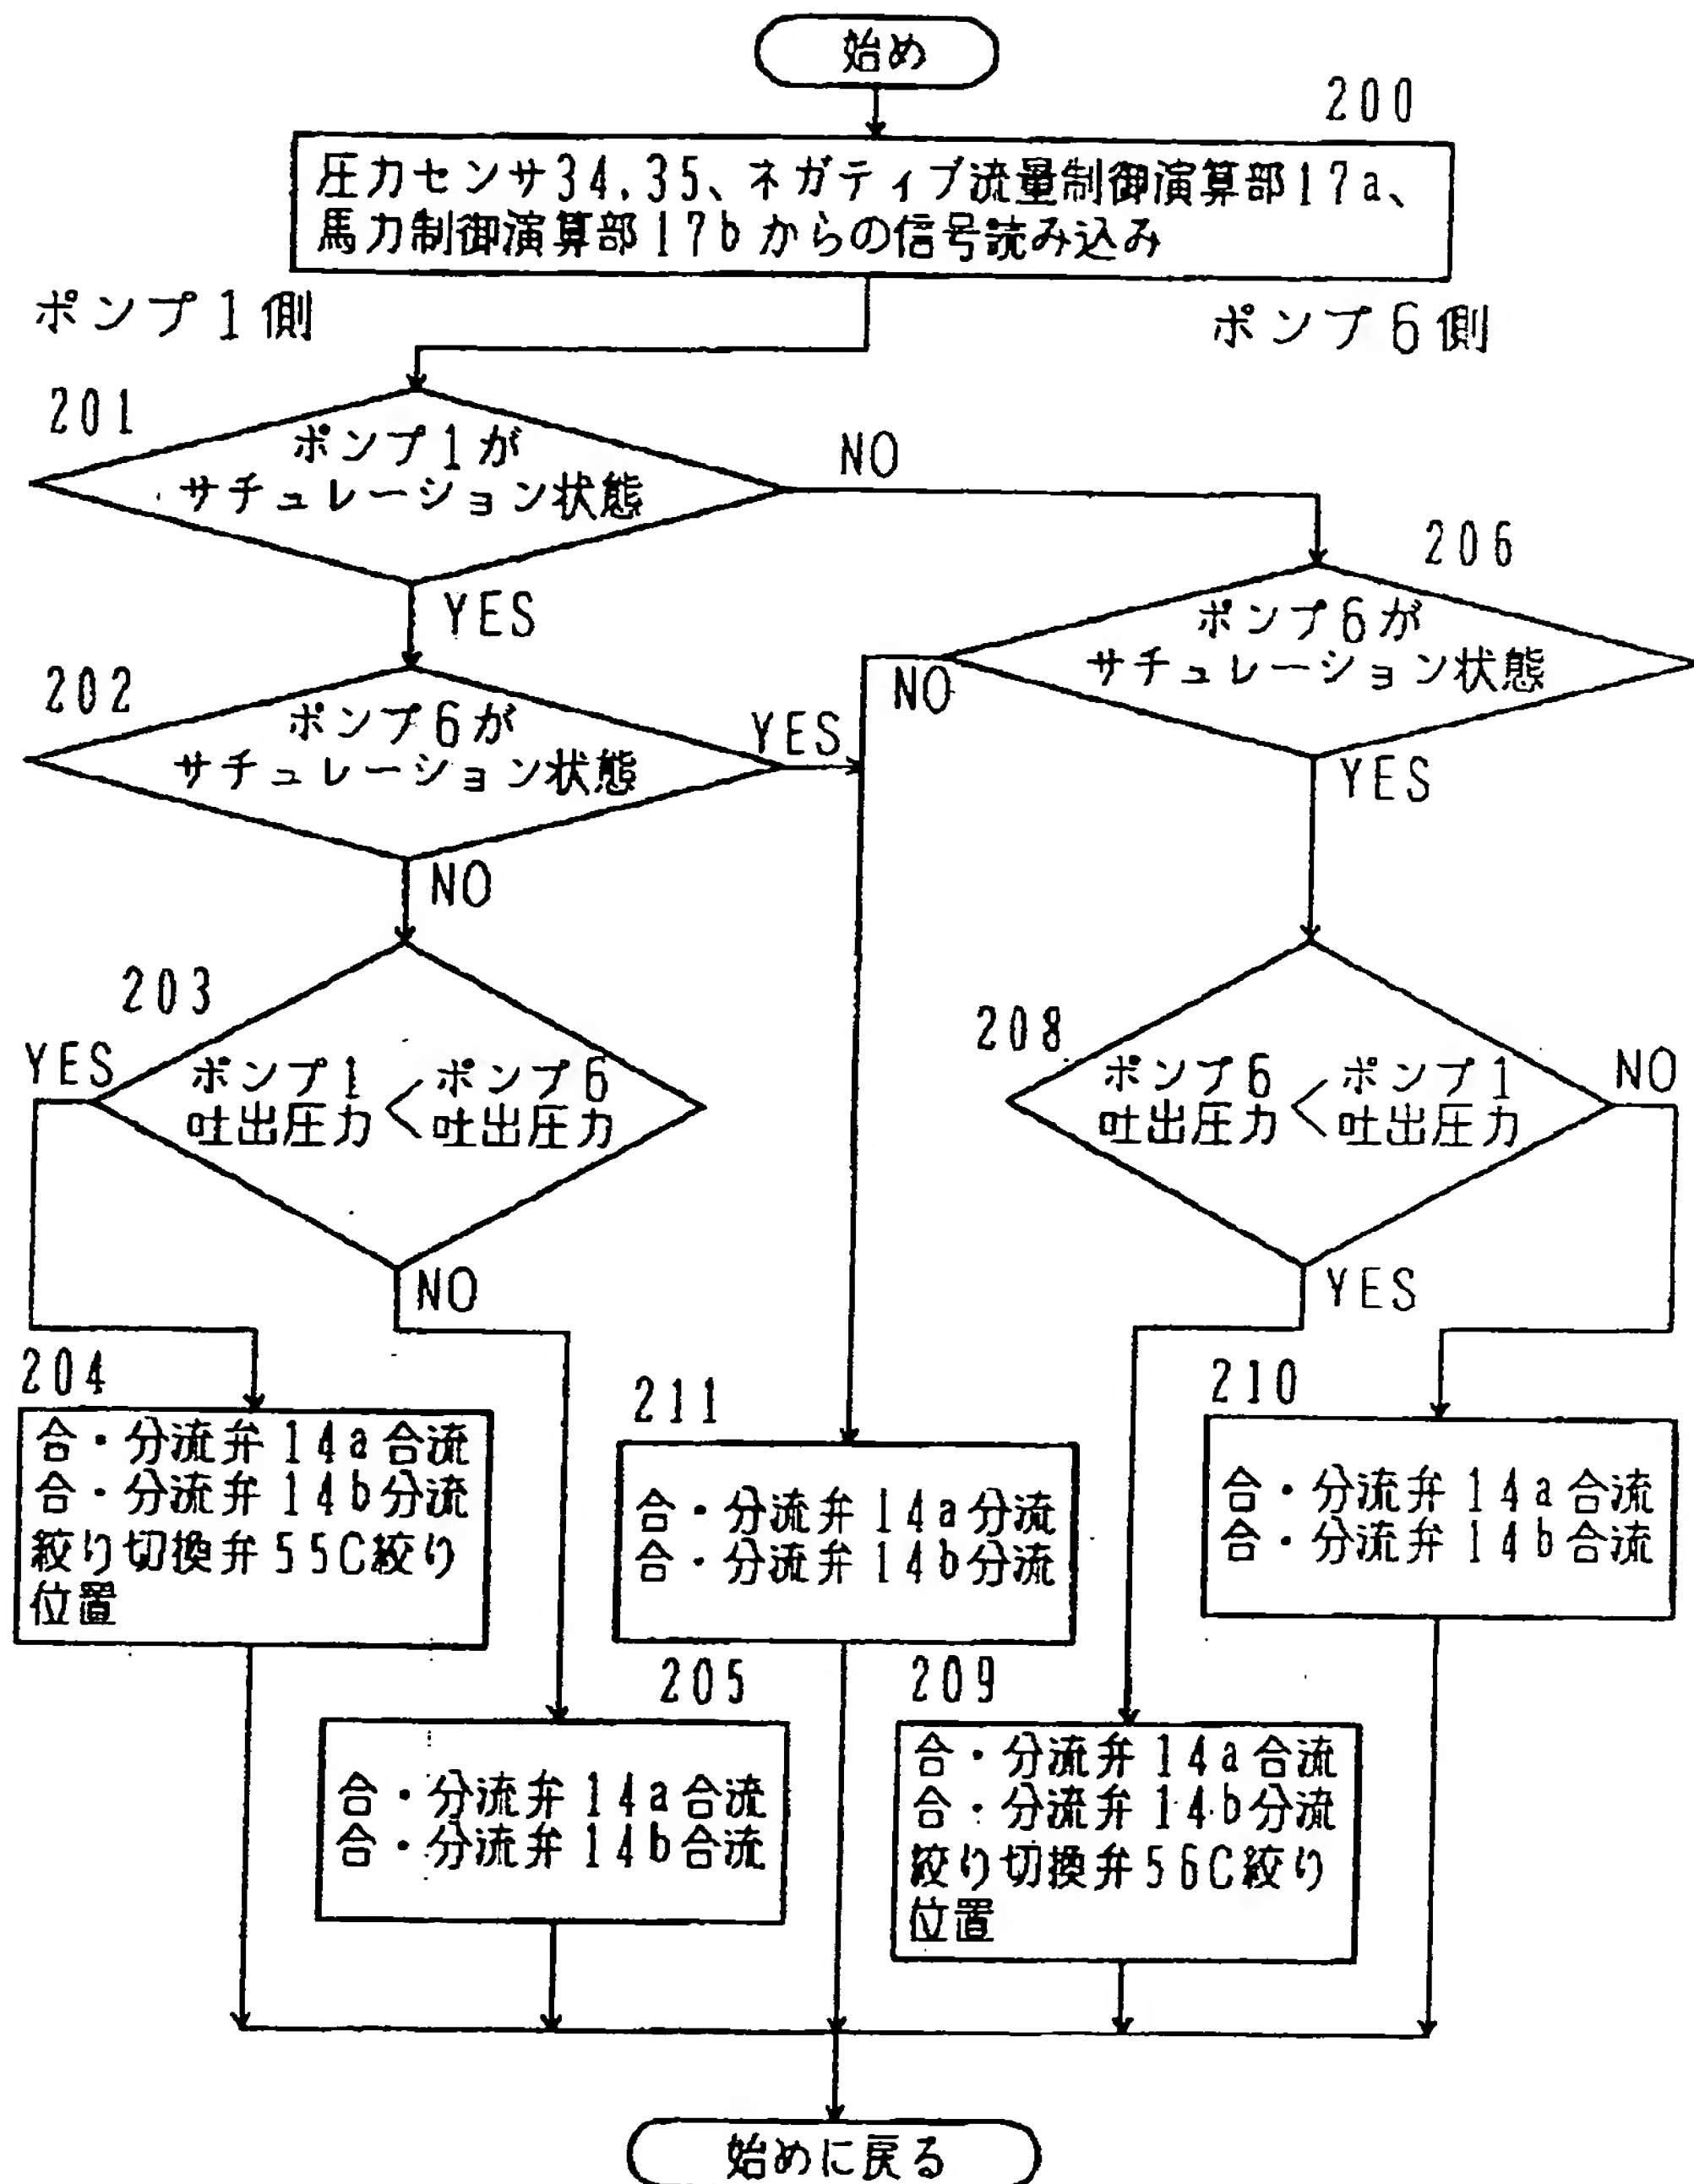 始め
200
圧力センサ34,35、ネガティブ流量制御演算部17a、
馬力制御演算部17bからの信号読み込み
ポンプ1側
ポンプ6側
201
ポンプ1が
サチュレーション状態
NO
YES
206
ポンプ6が
サチュレーション状態
NO
YES
202
ポンプ6が
サチュレーション状態
YES
NO
203
YES
ポンプ1
吐出圧力
<
ポンプ6
吐出圧力
NO
208
ポンプ6
吐出圧力
<
ポンプ1
吐出圧力
NO
YES
204
合・分流弁14a合流
合・分流弁14b分流
絞り切換弁55C絞り
位置
211
合・分流弁14a分流
合・分流弁14b分流
210
合・分流弁14a合流
合・分流弁14b合流
205
合・分流弁14a合流
合・分流弁14b合流
209
合・分流弁14a合流
合・分流弁14b分流
絞り切換弁56C絞り
位置
始めに戻る